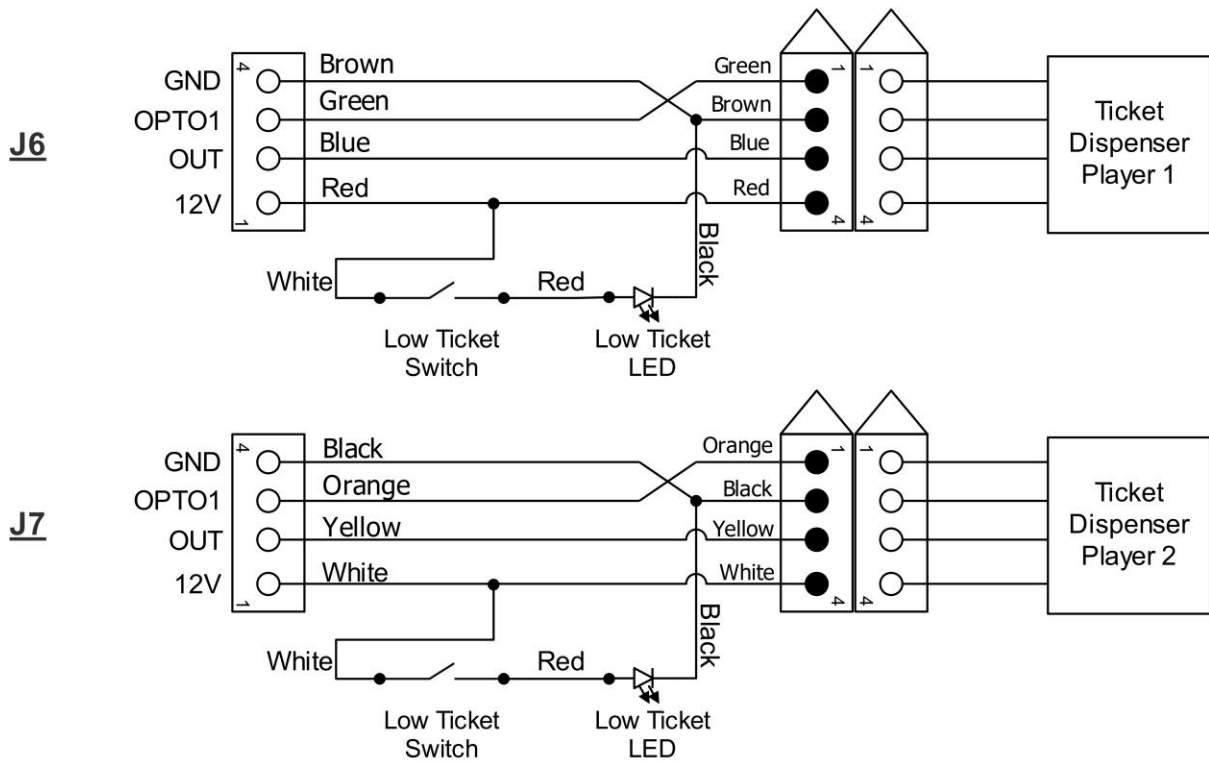 J6
GND
OPTO1
OUT
12V
4
1
Brown
Green
Blue
Red
Green
Brown
Blue
Red
1
4
1
4
Ticket
Dispenser
Player 1
White
Red
Black
Low Ticket
Switch
Low Ticket
LED
J7
GND
OPTO1
OUT
12V
4
1
Black
Orange
Yellow
White
Orange
Black
Yellow
White
1
4
1
4
Ticket
Dispenser
Player 2
White
Red
Black
Low Ticket
Switch
Low Ticket
LED